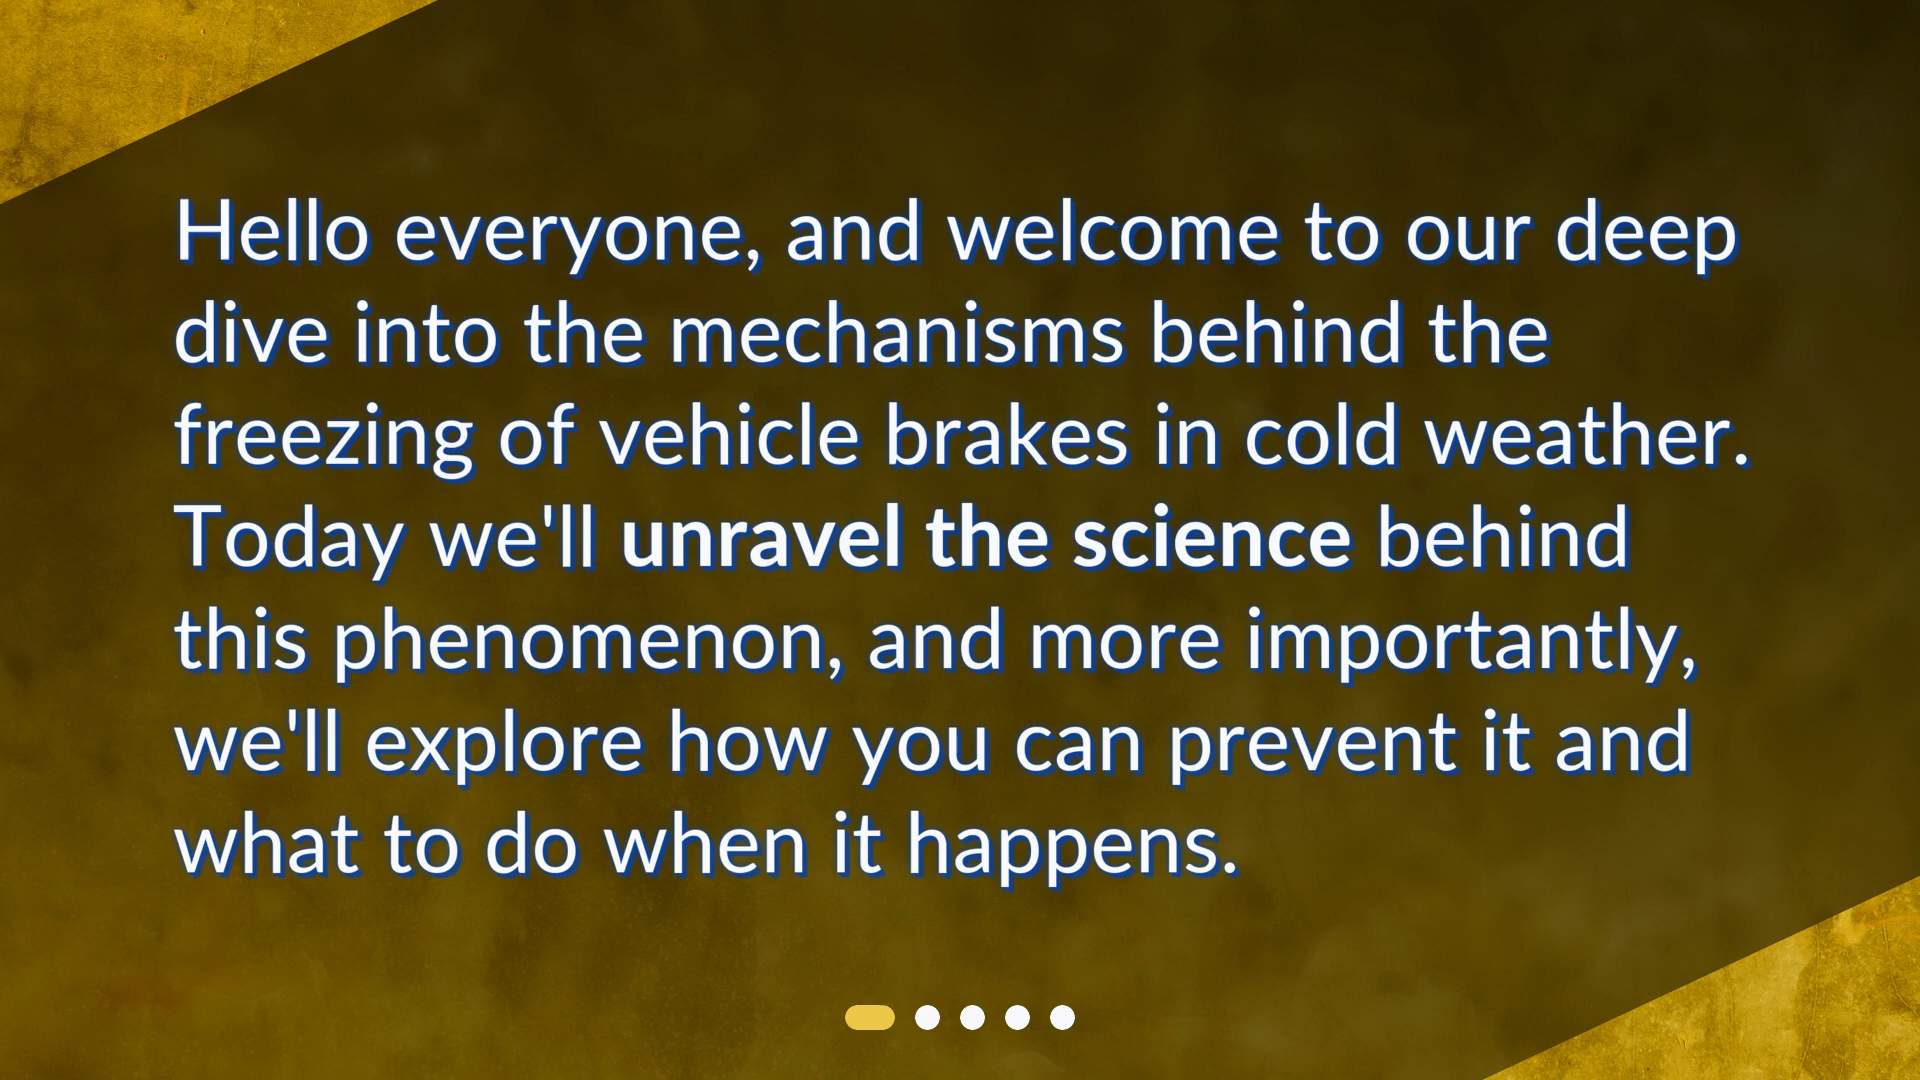 Hello everyone, and welcome to our deep
dive into the mechanisms behind the
freezing of vehicle brakes in cold weather.
Today we'll unravel the science behind
this phenomenon, and more importantly,
we'll explore how you can prevent it and
what to do when it happens.